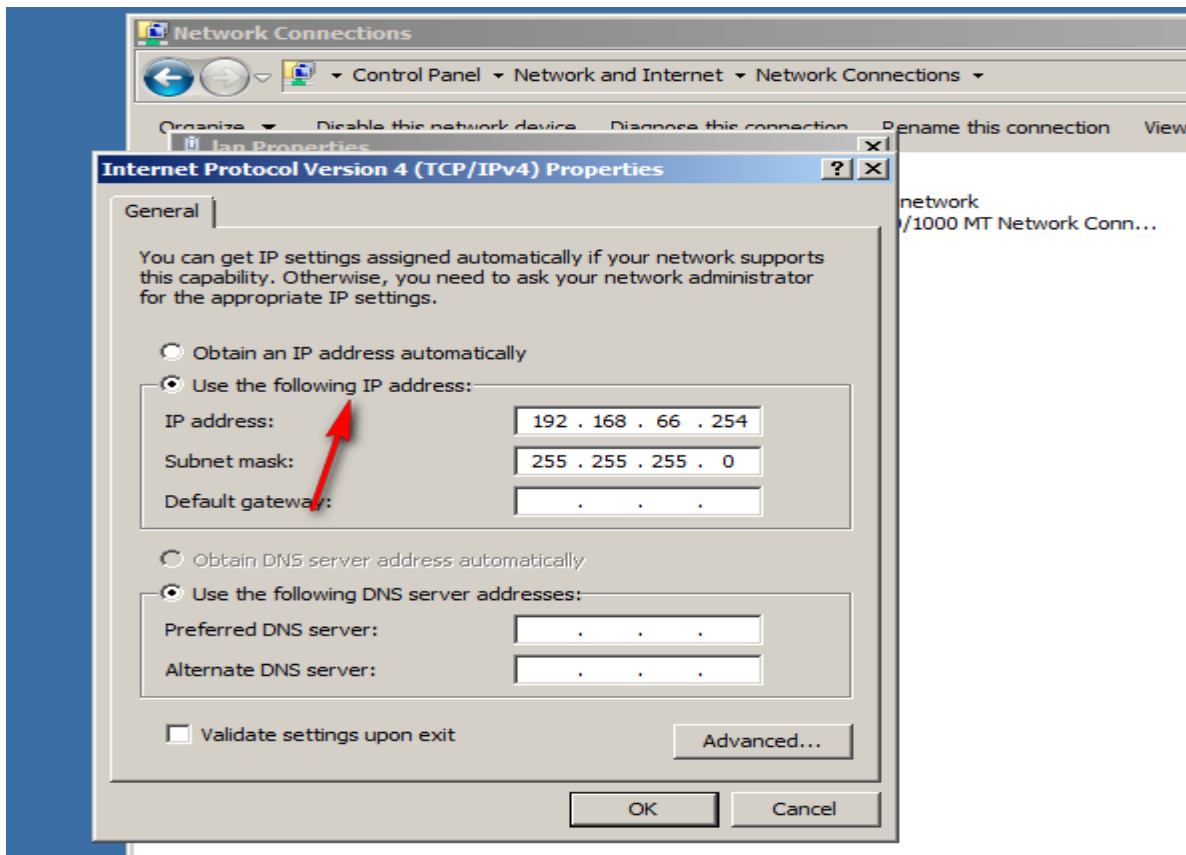 Network Connections
Control Panel Network and Internet Network Connections
Organize Disable this network device Diagnose this connection Rename this connection View
lan Properties
Internet Protocol Version 4 (TCP/IPv4) Properties
network
/1000 MT Network Conn...
General
You can get IP settings assigned automatically if your network supports
this capability. Otherwise, you need to ask your network administrator
for the appropriate IP settings.
Obtain an IP address automatically
Use the following IP address:
IP address: 192 . 168 . 66 . 254
Subnet mask: 255 . 255 . 255 . 0
Default gateway: . . .
Obtain DNS server address automatically
Use the following DNS server addresses:
Preferred DNS server: . . .
Alternate DNS server: . . .
Validate settings upon exit
Advanced...
OK Cancel